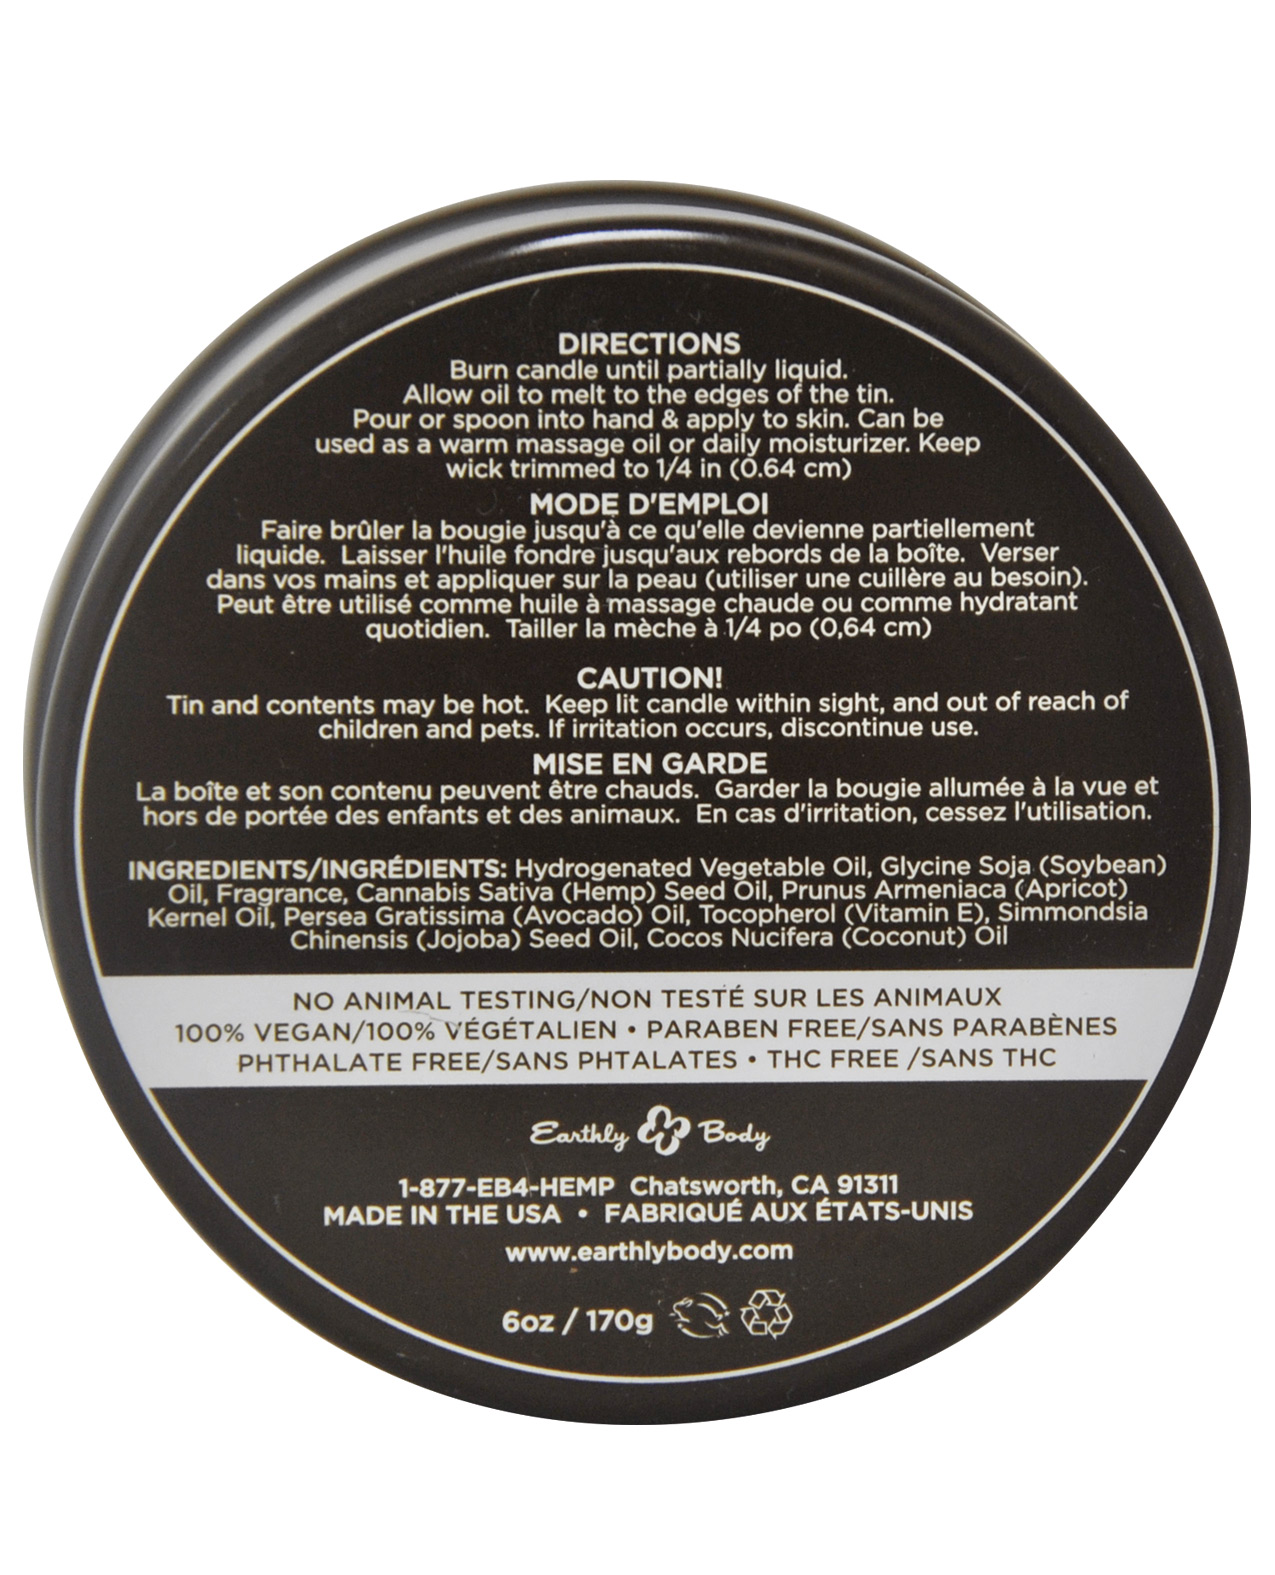 DIRECTIONS
Burn candle until partially liquid.
Allow oil to melt to the edges of the tin.
Pour or spoon into hand & apply to skin. Can be
used as a warm massage oil or daily moisturizer. Keep
wick trimmed to 1/4 in (0.64 cm)
MODE D'EMPLOI
Faire brûler la bougie jusqu'à ce qu'elle devienne partiellement
liquide. Laisser l'huile fondre jusqu'aux rebords de la boîte. Verser
dans vos mains et appliquer sur la peau (utiliser une cuillère au besoin).
Peut être utilisé comme huile à massage chaude ou comme hydratant
quotidien. Tailler la mèche à 1/4 po (0,64 cm)
CAUTION!
Tin and contents may be hot. Keep lit candle within sight, and out of reach of
children and pets. If irritation occurs, discontinue use.
MISE EN GARDE
La boîte et son contenu peuvent être chauds. Garder la bougie allumée à la vue et
hors de portée des enfants et des animaux. En cas d'irritation, cessez l'utilisation.
INGREDIENTS/INGRÉDIENTS: Hydrogenated Vegetable Oil, Glycine Soja (Soybean)
Oil, Fragrance, Cannabis Sativa (Hemp) Seed Oil, Prunus Armeniaca (Apricot)
Kernel Oil, Persea Gratissima (Avocado) Oil, Tocopherol (Vitamin E), Simmondsia
Chinensis (Jojoba) Seed Oil, Cocos Nucifera (Coconut) Oil
NO ANIMAL TESTING/NON TESTÉ SUR LES ANIMAUX
100% VEGAN/100% VÉGÉTALIEN • PARABEN FREE/SANS PARABÈNES
PHTHALATE FREE/SANS PHTALATES • THC FREE /SANS THC
Earthly Body
1-877-EB4-HEMP Chatsworth, CA 91311
MADE IN THE USA • FABRIQUÉ AUX ÉTATS-UNIS
www.earthlybody.com
6oz / 170g